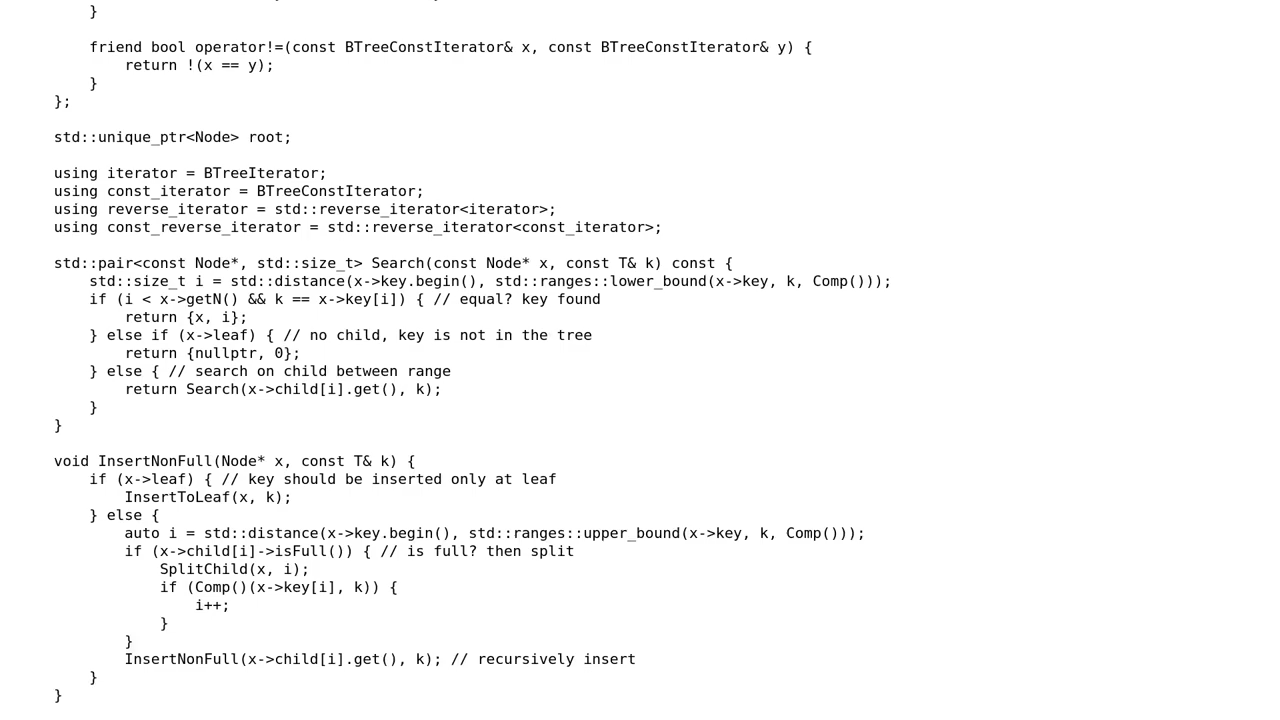 }

        friend bool operator!=(const BTreeConstIterator& x, const BTreeConstIterator& y) {
            return !(x == y);
        }
    };

    std::unique_ptr<Node> root;

    using iterator = BTreeIterator;
    using const_iterator = BTreeConstIterator;
    using reverse_iterator = std::reverse_iterator<iterator>;
    using const_reverse_iterator = std::reverse_iterator<const_iterator>;

    std::pair<const Node*, std::size_t> Search(const Node* x, const T& k) const {
        std::size_t i = std::distance(x->key.begin(), std::ranges::lower_bound(x->key, k, Comp()));
        if (i < x->getN() && k == x->key[i]) { // equal? key found
            return {x, i};
        } else if (x->leaf) { // no child, key is not in the tree
            return {nullptr, 0};
        } else { // search on child between range
            return Search(x->child[i].get(), k);
        }
    }

    void InsertNonFull(Node* x, const T& k) {
        if (x->leaf) { // key should be inserted only at leaf
            InsertToLeaf(x, k);
        } else {
            auto i = std::distance(x->key.begin(), std::ranges::upper_bound(x->key, k, Comp()));
            if (x->child[i]->isFull()) { // is full? then split
                SplitChild(x, i);
                if (Comp()(x->key[i], k)) {
                    i++;
                }
            }
            InsertNonFull(x->child[i].get(), k); // recursively insert
        }
    }